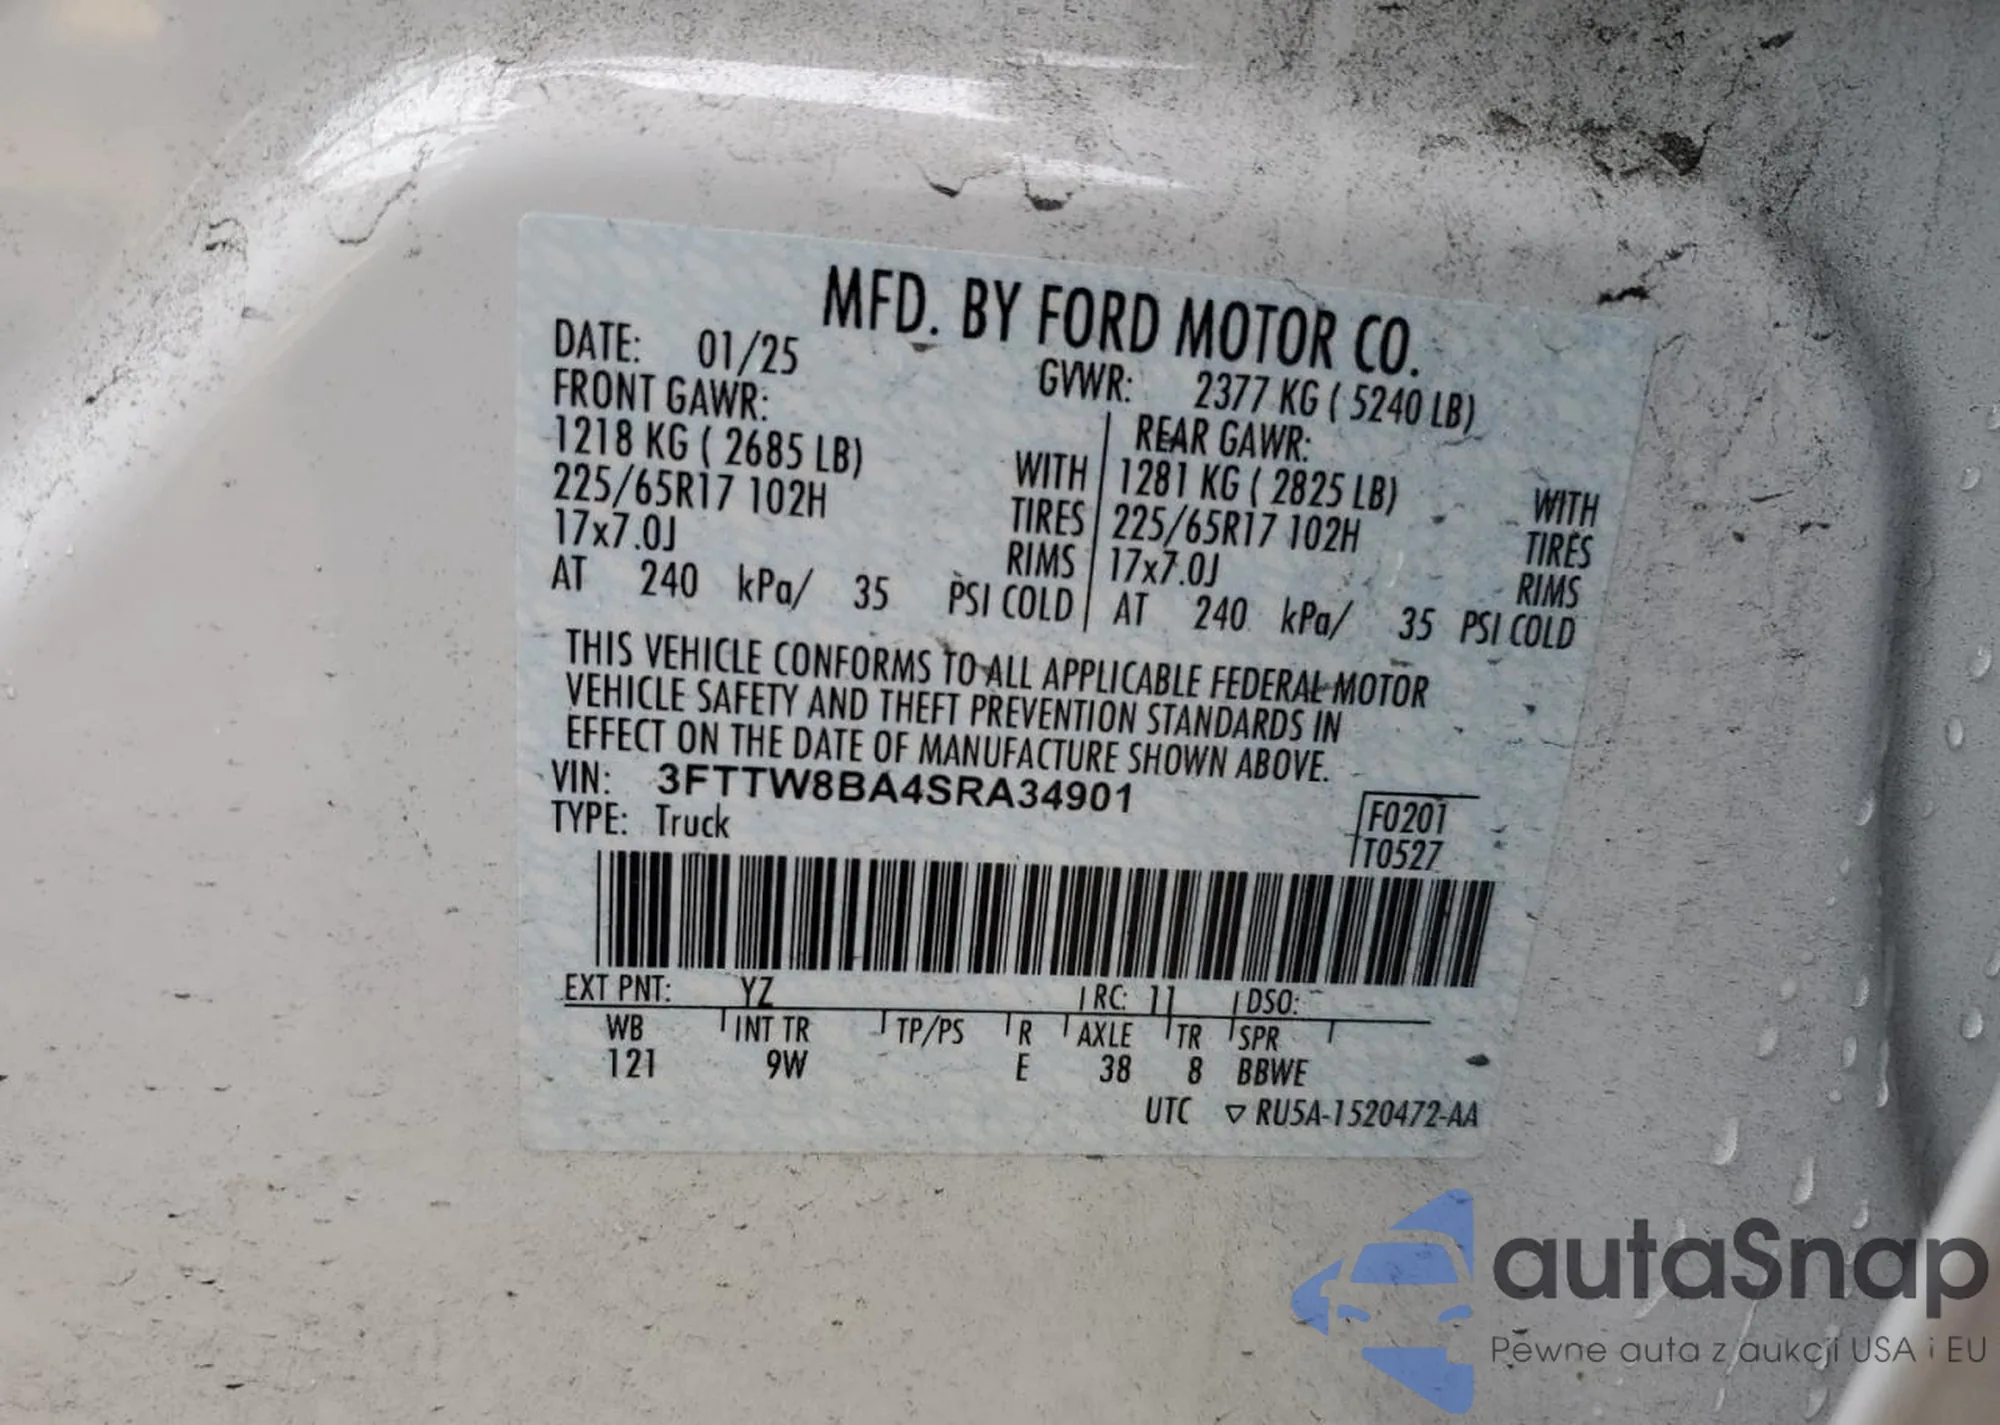 MFD. BY FORD MOTOR CO.
DATE: 01/25 GVWR: 2377 KG ( 5240 LB)
FRONT GAWR: REAR GAWR:
1218 KG ( 2685 LB) WITH 1281 KG ( 2825 LB) WITH
225/65R17 102H TIRES 225/65R17 102H TIRES
17x7.0J RIMS 17x7.0J RIMS
AT 240 kPa/ 35 PSI COLD AT 240 kPa/ 35 PSI COLD
THIS VEHICLE CONFORMS TO ALL APPLICABLE FEDERAL MOTOR
VEHICLE SAFETY AND THEFT PREVENTION STANDARDS IN
EFFECT ON THE DATE OF MANUFACTURE SHOWN ABOVE.
VIN: 3FTTW8BA4SRA34901
TYPE: Truck
F0201
T0527
EXT PNT: YZ RC: 11 DSO:
WB INT TR TP/PS R AXLE TR SPR
121 9W E 38 8 BBWE
UTC ▽ RU5A-1520472-AA
autaSnap
Pewne auta z aukcji USA i EU